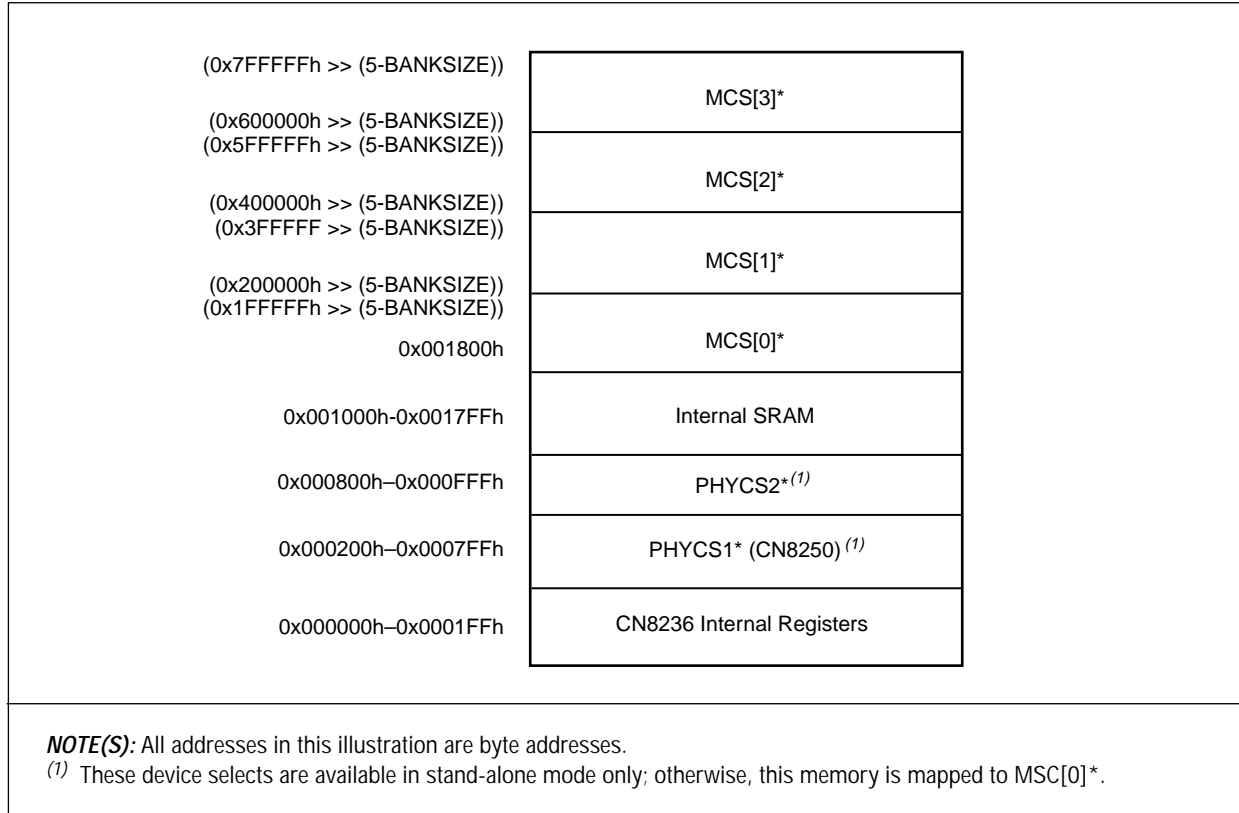 (0x7FFFFFh >> (5-BANKSIZE))
MCS[3]*
(0x600000h >> (5-BANKSIZE))
(0x5FFFFFh >> (5-BANKSIZE))
MCS[2]*
(0x400000h >> (5-BANKSIZE))
(0x3FFFFF >> (5-BANKSIZE))
MCS[1]*
(0x200000h >> (5-BANKSIZE))
(0x1FFFFFh >> (5-BANKSIZE))
MCS[0]*
0x001800h
0x001000h-0x0017FFh Internal SRAM
0x000800h–0x000FFFh PHYCS2*(1)
0x000200h–0x0007FFh PHYCS1* (CN8250) (1)
0x000000h–0x0001FFh CN8236 Internal Registers
NOTE(S): All addresses in this illustration are byte addresses.
(1) These device selects are available in stand-alone mode only; otherwise, this memory is mapped to MSC[0]*.